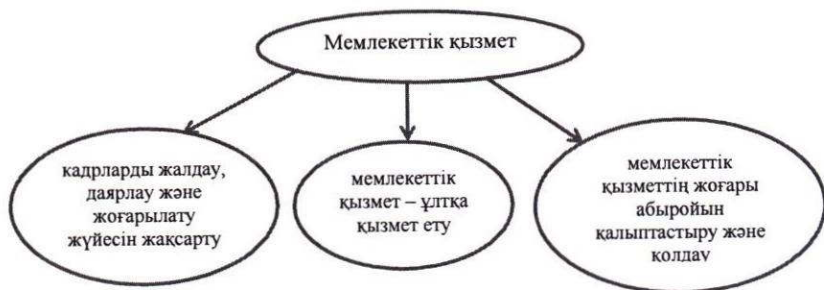 Мемлекеттік қызмет
кадрларды жалдау,
даярлау және
жоғарылату
жүйесін жақсарту
мемлекеттік
қызмет – ұлтқа
қызмет ету
мемлекеттік
қызметтің жоғары
абыройын
қалыптастыру және
қолдау